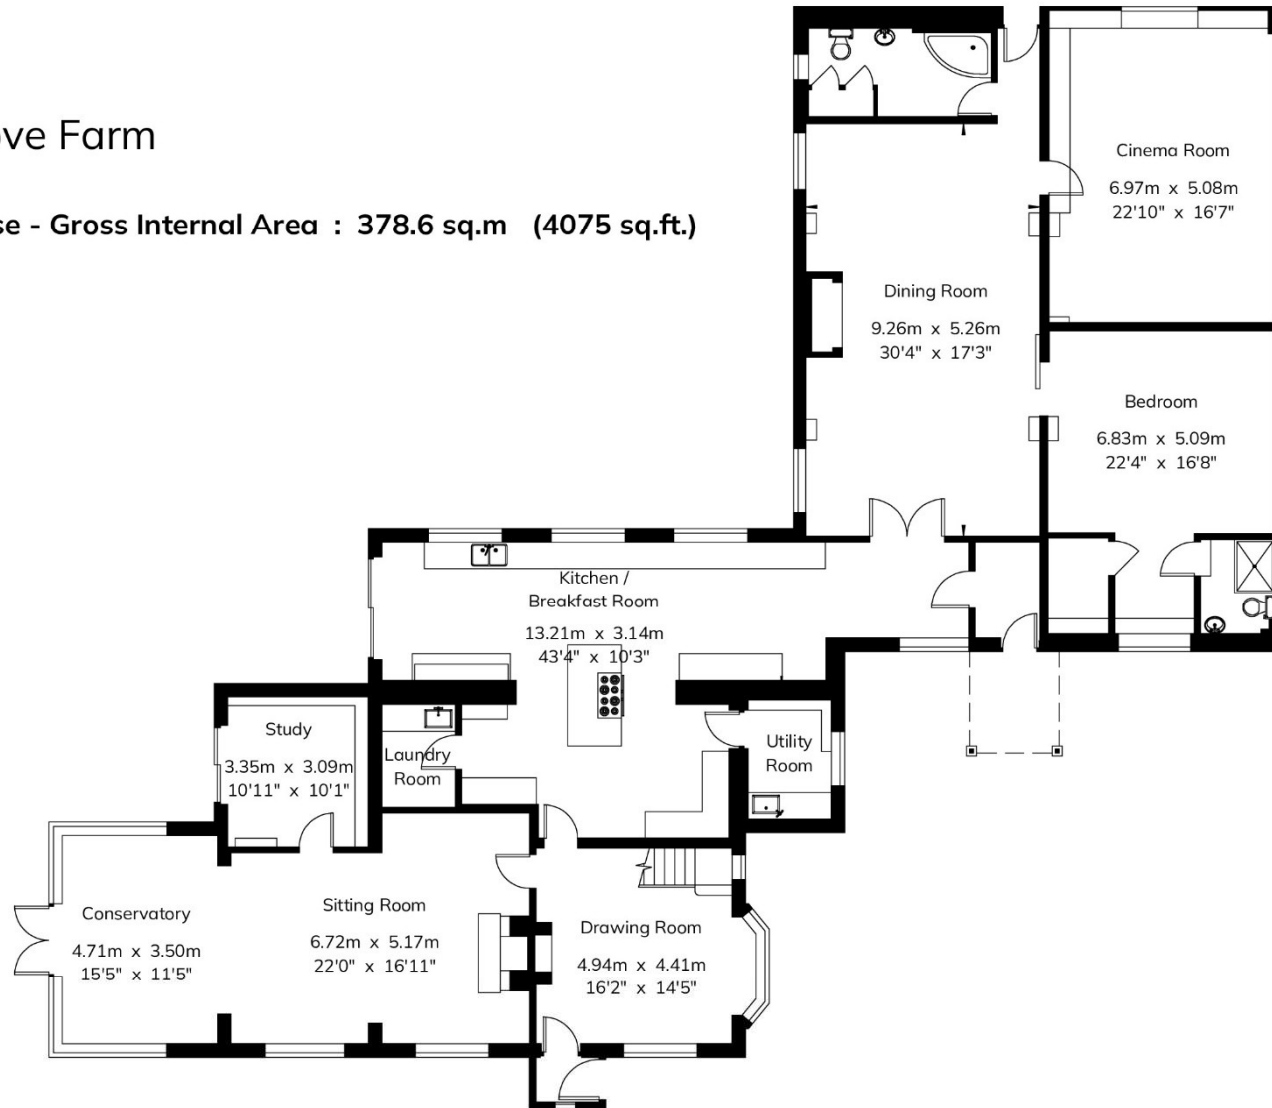 ove Farm
se - Gross Internal Area : 378.6 sq.m (4075 sq.ft.)
Cinema Room
6.97m x 5.08m
22'10" x 16'7"
Dining Room
9.26m x 5.26m
30'4" x 17'3"
Bedroom
6.83m x 5.09m
22'4" x 16'8"
Kitchen /
Breakfast Room
13.21m x 3.14m
43'4" x 10'3"
Study
3.35m x 3.09m
10'11" x 10'1"
Laundry
Room
Utility
Room
Conservatory
4.71m x 3.50m
15'5" x 11'5"
Sitting Room
6.72m x 5.17m
22'0" x 16'11"
Drawing Room
4.94m x 4.41m
16'2" x 14'5"